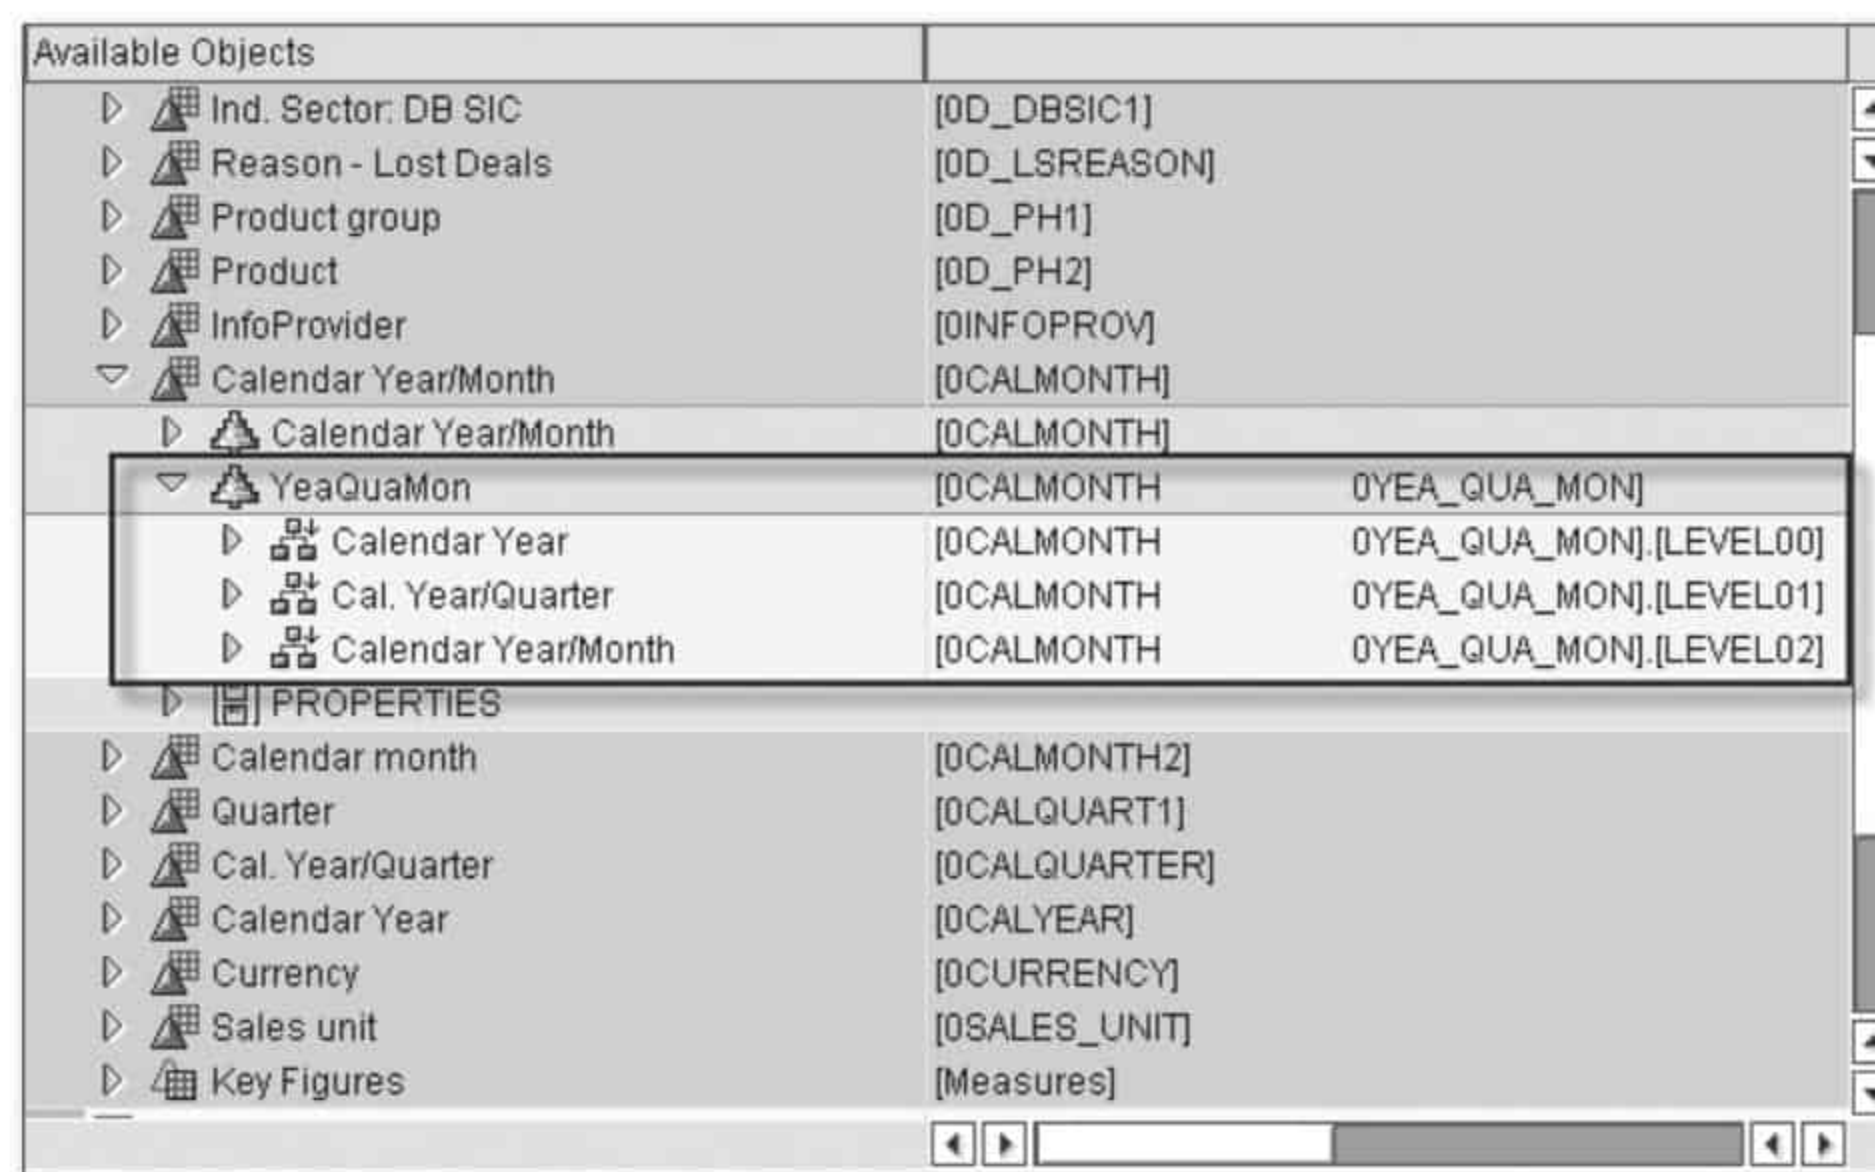 Available Objects
Ind. Sector: DB SIC [0D_DBSIC1]
Reason - Lost Deals [0D_LSREASON]
Product group [0D_PH1]
Product [0D_PH2]
InfoProvider [0INFOPROV]
Calendar Year/Month [0CALMONTH]
Calendar Year/Month [0CALMONTH]
YeaQuaMon [0CALMONTH 0YEA_QUA_MON]
Calendar Year [0CALMONTH 0YEA_QUA_MON].[LEVEL00]
Cal. Year/Quarter [0CALMONTH 0YEA_QUA_MON].[LEVEL01]
Calendar Year/Month [0CALMONTH 0YEA_QUA_MON].[LEVEL02]
PROPERTIES
Calendar month [0CALMONTH2]
Quarter [0CALQUART1]
Cal. Year/Quarter [0CALQUARTER]
Calendar Year [0CALYEAR]
Currency [0CURRENCY]
Sales unit [0SALES_UNIT]
Key Figures [Measures]